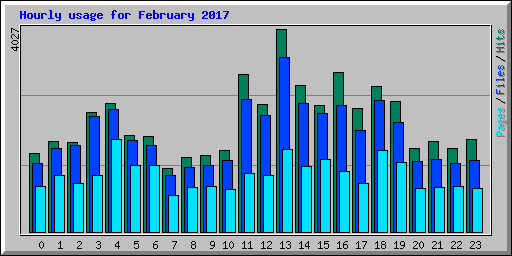 Hourly usage for February 2017
4027
Pages/Files/Hits
0 1 2 3 4 5 6 7 8 9 10 11 12 13 14 15 16 17 18 19 20 21 22 23